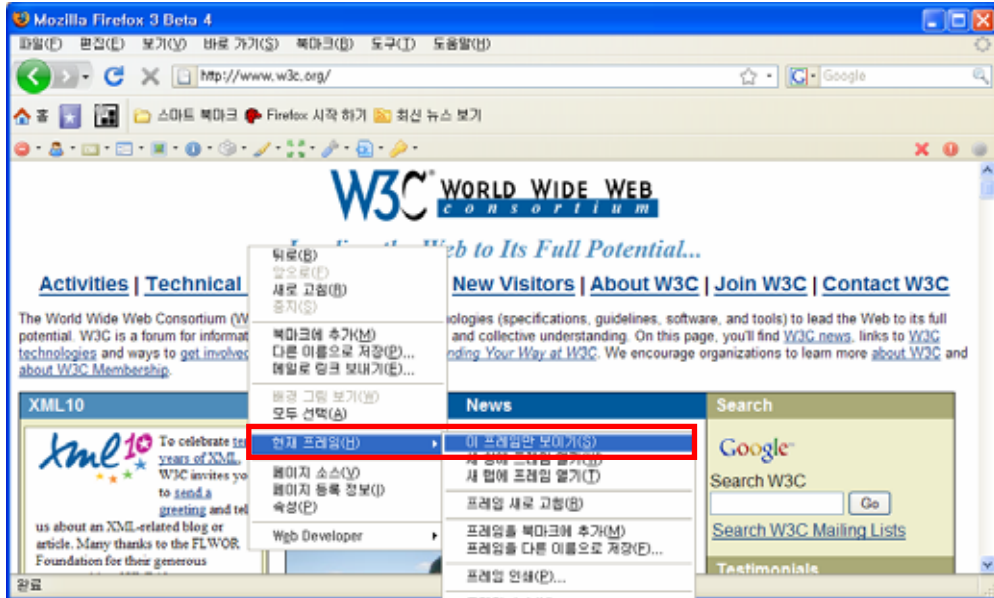 Mozilla Firefox 3 Beta 4
파일(F) 편집(E) 보기(V) 바로 가기(S) 북마크(B) 도구(T) 도움말(H)
http://www.w3c.org/
Google
홈 스마트 북마크 Firefox 시작 하기 최신 뉴스 보기
W3C WORLD WIDE WEB
consortium
Web to Its Full Potential...
Activities | Technical New Visitors | About W3C | Join W3C | Contact W3C
The World Wide Web Consortium ologies (specifications, guidelines, software, and tools) to lead the Web to its full
potential. W3C is a forum for informat and collective understanding. On this page, you'll find W3C news, links to W3C
technologies and ways to get involved nding Your Way at W3C. We encourage organizations to learn more about W3C and
about W3C Membership.
뒤로(B)
앞으로(F)
새로 고침(R)
중지(S)
북마크에 추가(M)
다른 이름으로 저장(P)...
메일로 링크 보내기(E)...
배경 그림 보기(W)
모두 선택(A)
현재 프레임(H)
페이지 소스(V)
페이지 등록 정보(I)
속성(P)
Web Developer
이 프레임만 보이기(S)
새 창에 프레임 열기(W)
새 탭에 프레임 열기(T)
프레임 새로 고침(R)
프레임을 북마크에 추가(M)
프레임을 다른 이름으로 저장(F)...
프레임 인쇄(P)...
XML10
xml 10
To celebrate ten
years of XML,
W3C invites yo
to send a
greeting and tel
us about an XML-related blog or
article. Many thanks to the FLWOR
Foundation for their generous
News
Search
Google
Search W3C
Go
Search W3C Mailing Lists
Testimonials
완료